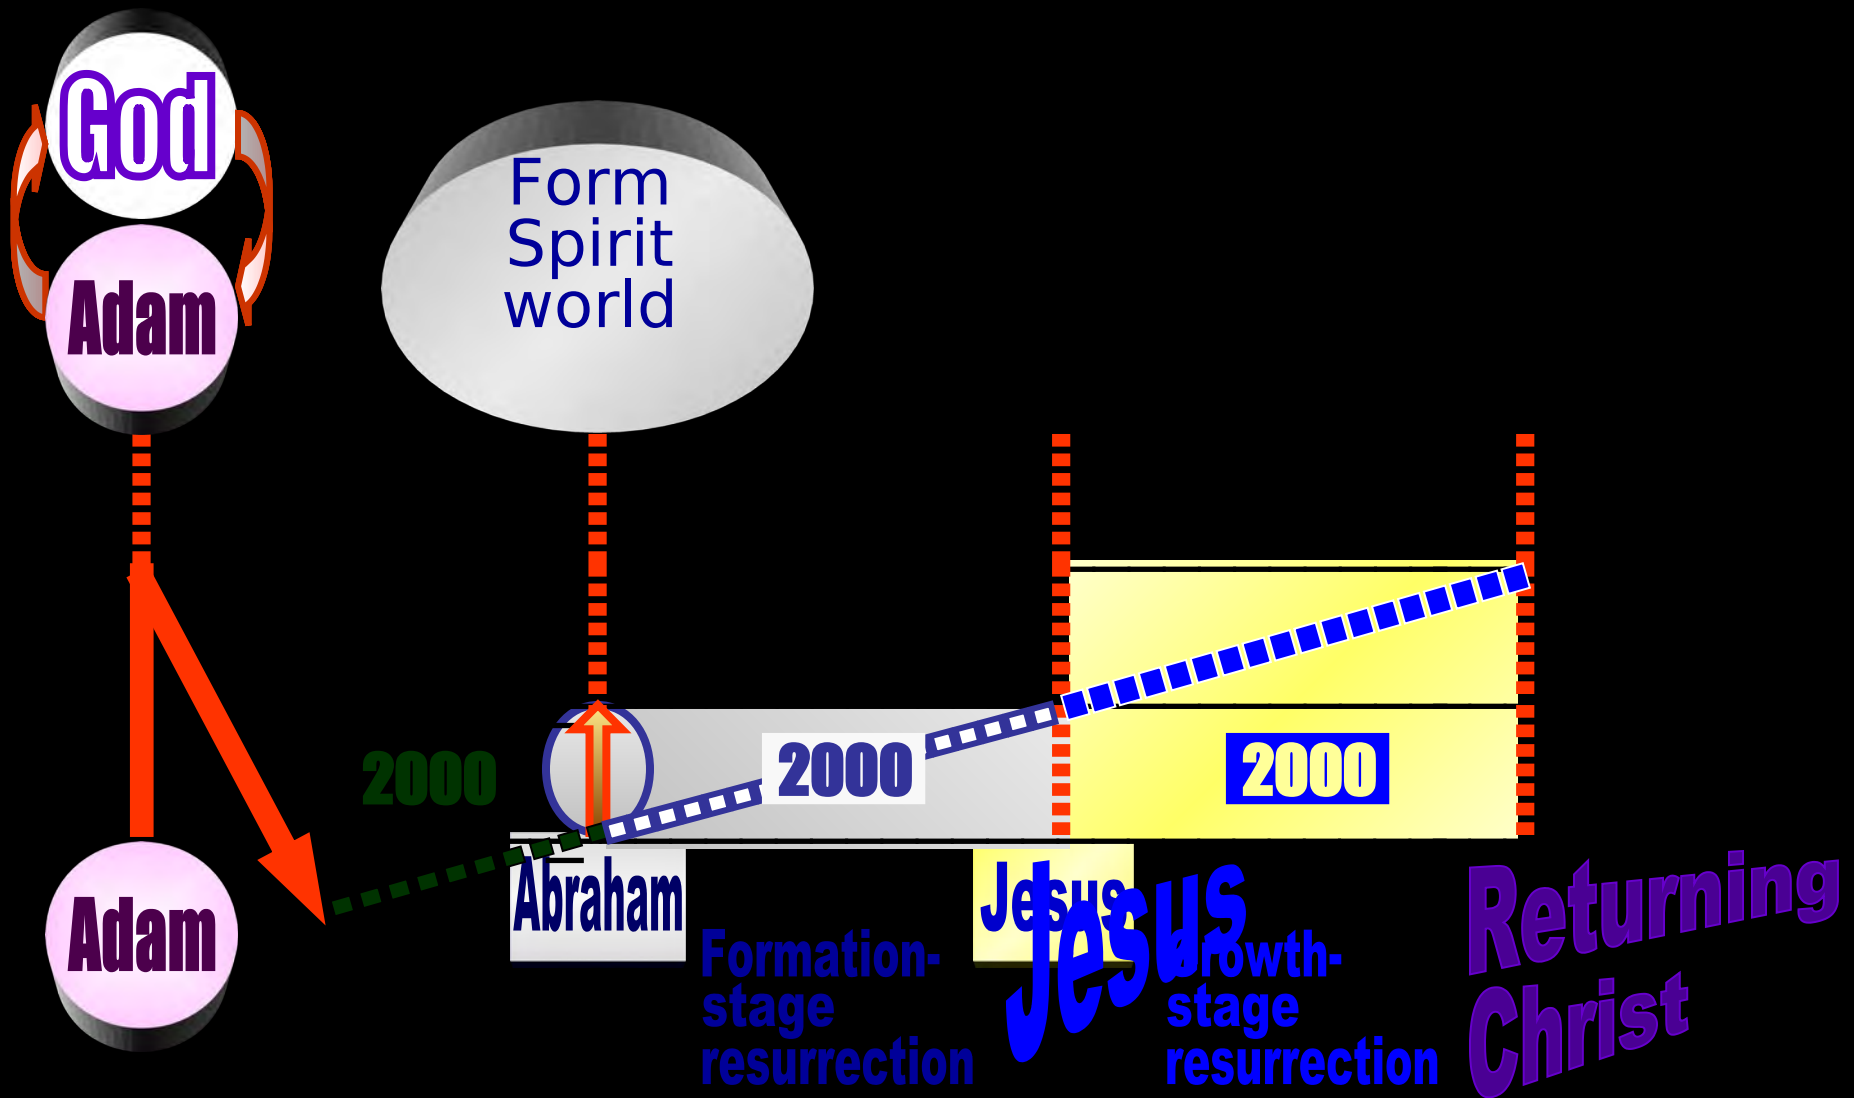 God
Adam
Form
Spirit
world
2000
2000
2000
Adam
Abraham
Jesus
Jesus
Formation-
stage
resurrection
Growth-
stage
resurrection
Returning
Christ